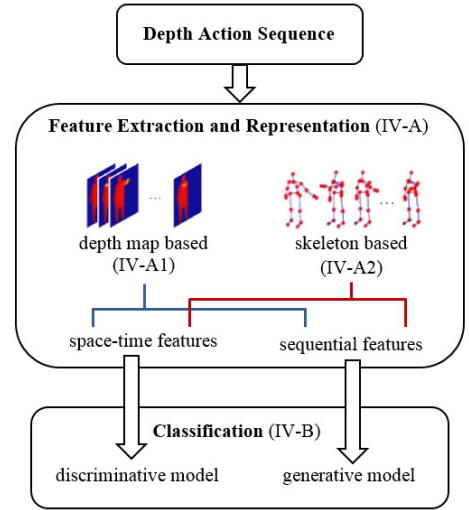 Depth Action Sequence
Feature Extraction and Representation (IV-A)
... ...
depth map based skeleton based
(IV-A1) (IV-A2)
space-time features sequential features
Classification (IV-B)
discriminative model generative model